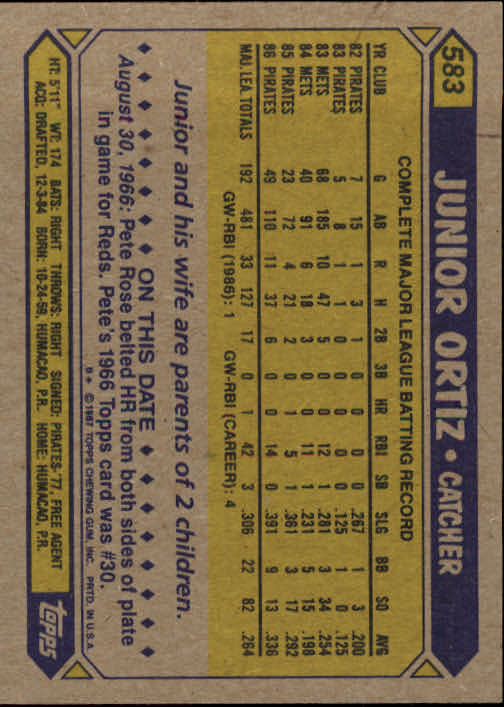 583 JUNIOR ORTIZ • CATCHER
COMPLETE MAJOR LEAGUE BATTING RECORD
YR CLUB G AB R H 2B 3B HR RBI SB SLG BB SO AVG
82 PIRATES 7 15 1 3 1 0 0 0 0 .267 1 3 .200
83 PIRATES 5 8 1 1 0 0 0 0 0 .125 1 0 .125
83 METS 68 185 10 47 5 0 0 12 1 .281 3 34 .254
84 METS 40 91 6 18 3 0 0 11 1 .231 5 15 .198
85 PIRATES 23 72 4 21 2 0 1 5 1 .361 3 17 .292
86 PIRATES 49 110 11 37 6 0 0 14 0 .391 9 13 .336
MAJ.LEA. TOTALS 192 481 33 127 17 0 1 42 3 .306 22 82 .264
GW-RBI (1986): 1 GW-RBI (CAREER): 4
Junior and his wife are parents of 2 children.
♦ ♦ ♦ ♦ ♦ ♦ ON THIS DATE ♦ ♦ ♦ ♦ ♦ ♦
August 30, 1966: Pete Rose belted HR from both sides of plate
in game for Reds. Pete's 1966 Topps card was #30.
B* © 1987 TOPPS CHEWING GUM, INC. PRTD. IN U.S.A.
HT: 5'11" WT: 174 BATS: RIGHT THROWS: RIGHT SIGNED: PIRATES-'77, FREE AGENT
ACQ: DRAFTED, 12-3-84 BORN: 10-24-59, HUMACAO, P.R. HOME: HUMACAO, P.R.
topps